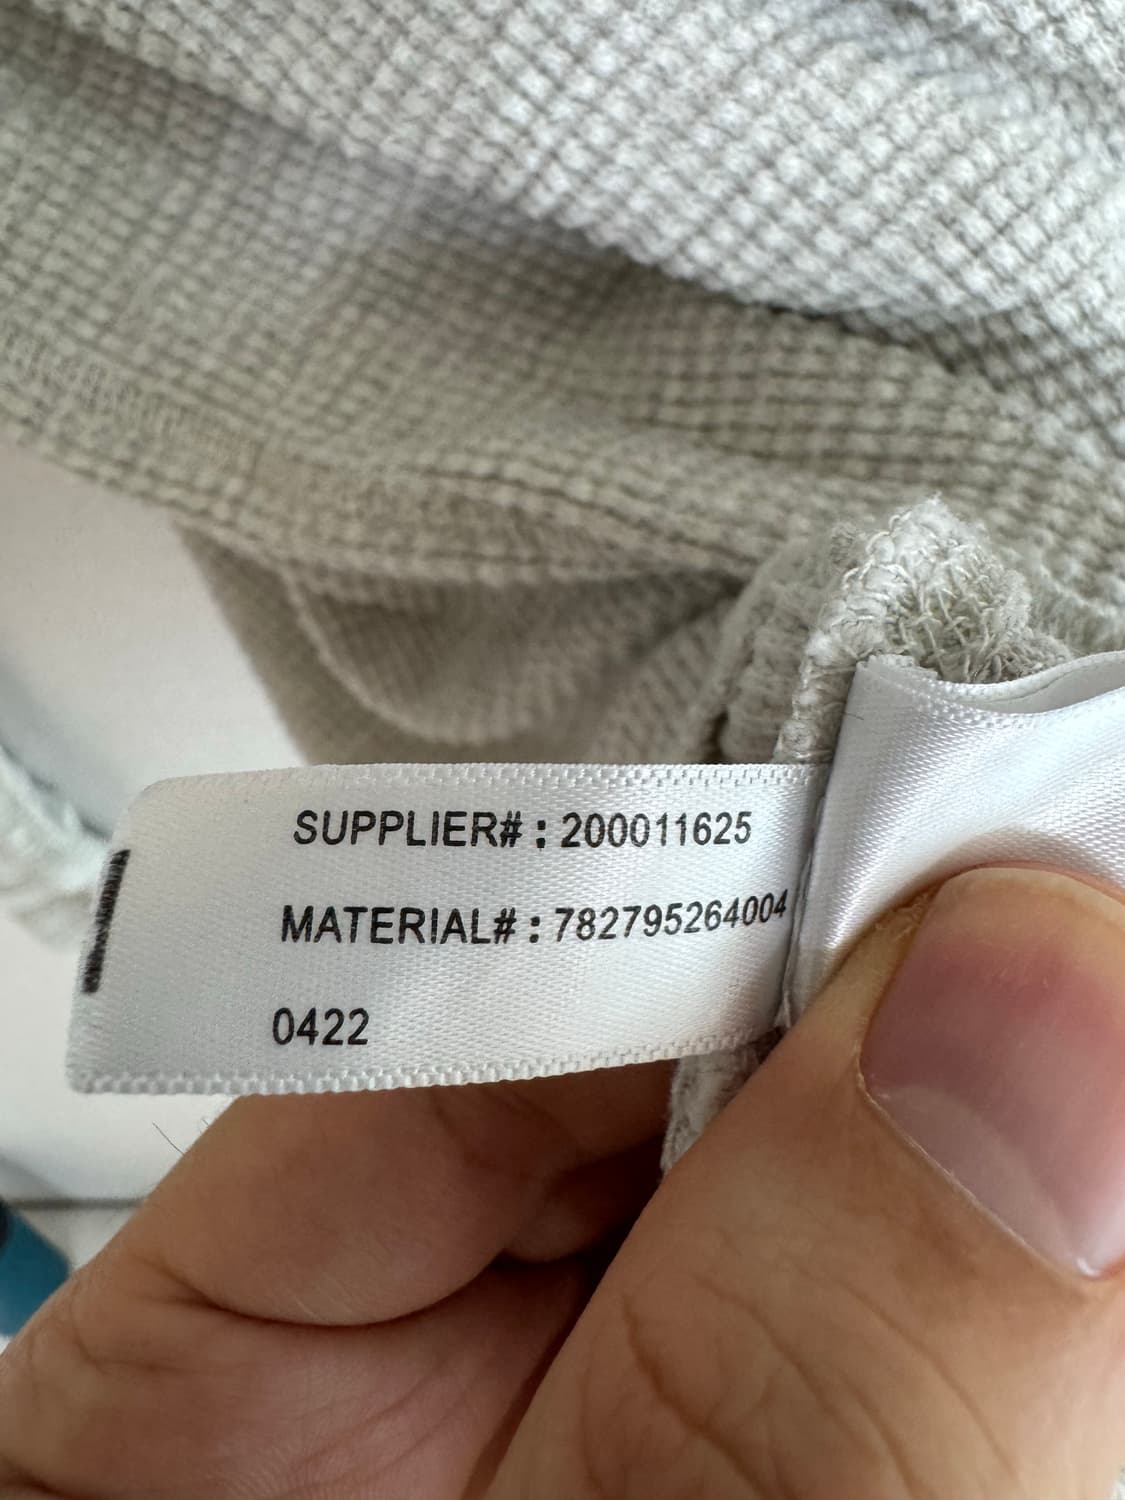 SUPPLIER# : 200011625
MATERIAL# : 782795264004
0422